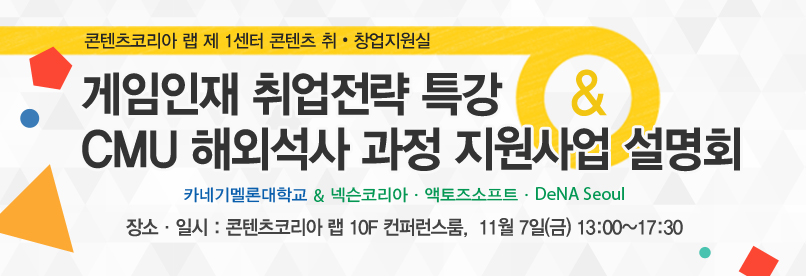 콘텐츠코리아 랩 제 1센터 콘텐츠 취 • 창업지원실
게임인재 취업전략 특강 &
CMU 해외석사 과정 지원사업 설명회
카네기멜론대학교 & 넥슨코리아 · 액토즈소프트 · DeNA Seoul
장소 · 일시 : 콘텐츠코리아 랩 10F 컨퍼런스룸, 11월 7일(금) 13:00~17:30